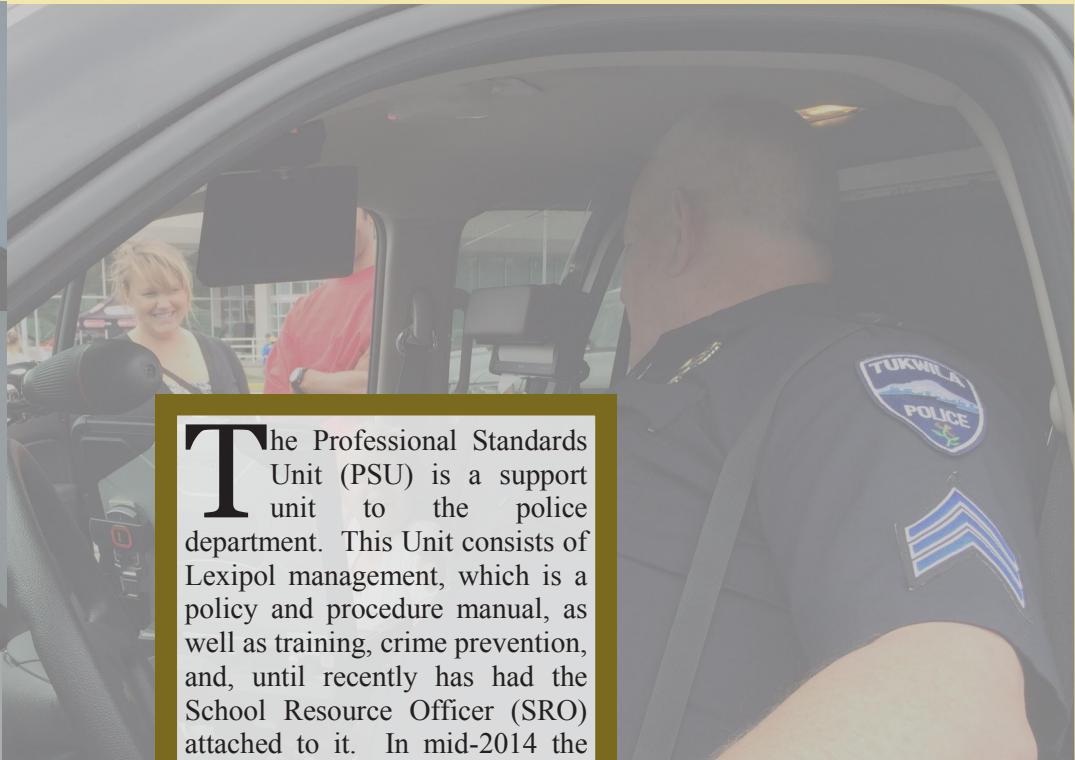 TUKWILA
POLICE
The Professional Standards
Unit (PSU) is a support
unit to the police
department. This Unit consists of
Lexipol management, which is a
policy and procedure manual, as
well as training, crime prevention,
and, until recently has had the
School Resource Officer (SRO)
attached to it. In mid-2014 the